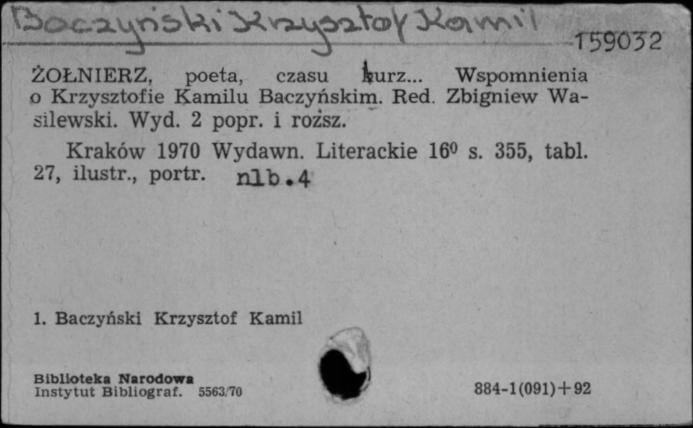 Baczyński Krzysztof Kamil
159032
ŻOŁNIERZ, poeta, czasu kurz... Wspomnienia
o Krzysztofie Kamilu Baczyńskim. Red. Zbigniew Wa-
silewski. Wyd. 2 popr. i rozsz.
Kraków 1970 Wydawn. Literackie 16⁰ s. 355, tabl.
27, ilustr., portr. nlb.4
1. Baczyński Krzysztof Kamil
Biblioteka Narodowa
Instytut Bibliograf. 5563/70
884-1(091)+92